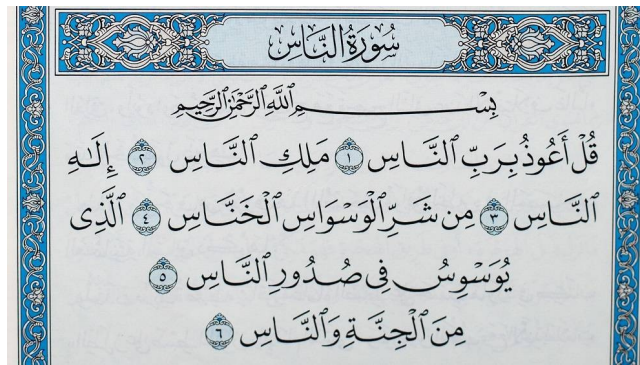 سُورَةُ النَّاسِ
بِسْمِ اللَّهِ الرَّحْمَٰنِ الرَّحِيمِ
قُلْ أَعُوذُ بِرَبِّ النَّاسِ ١ مَلِكِ النَّاسِ ٢ إِلَٰهِ
النَّاسِ ٣ مِن شَرِّ الْوَسْوَاسِ الْخَنَّاسِ ٤ الَّذِى
يُوَسْوِسُ فِى صُدُورِ النَّاسِ ٥
مِنَ الْجِنَّةِ وَالنَّاسِ ٦